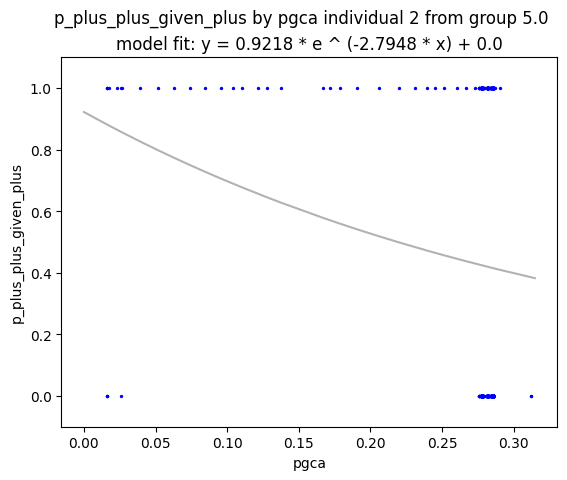 p_plus_plus_given_plus by pgca individual 2 from group 5.0
model fit: y = 0.9218 * e ^ (-2.7948 * x) + 0.0
p_plus_plus_given_plus
1.0
0.8
0.6
0.4
0.2
0.0
0.00 0.05 0.10 0.15 0.20 0.25 0.30
pgca